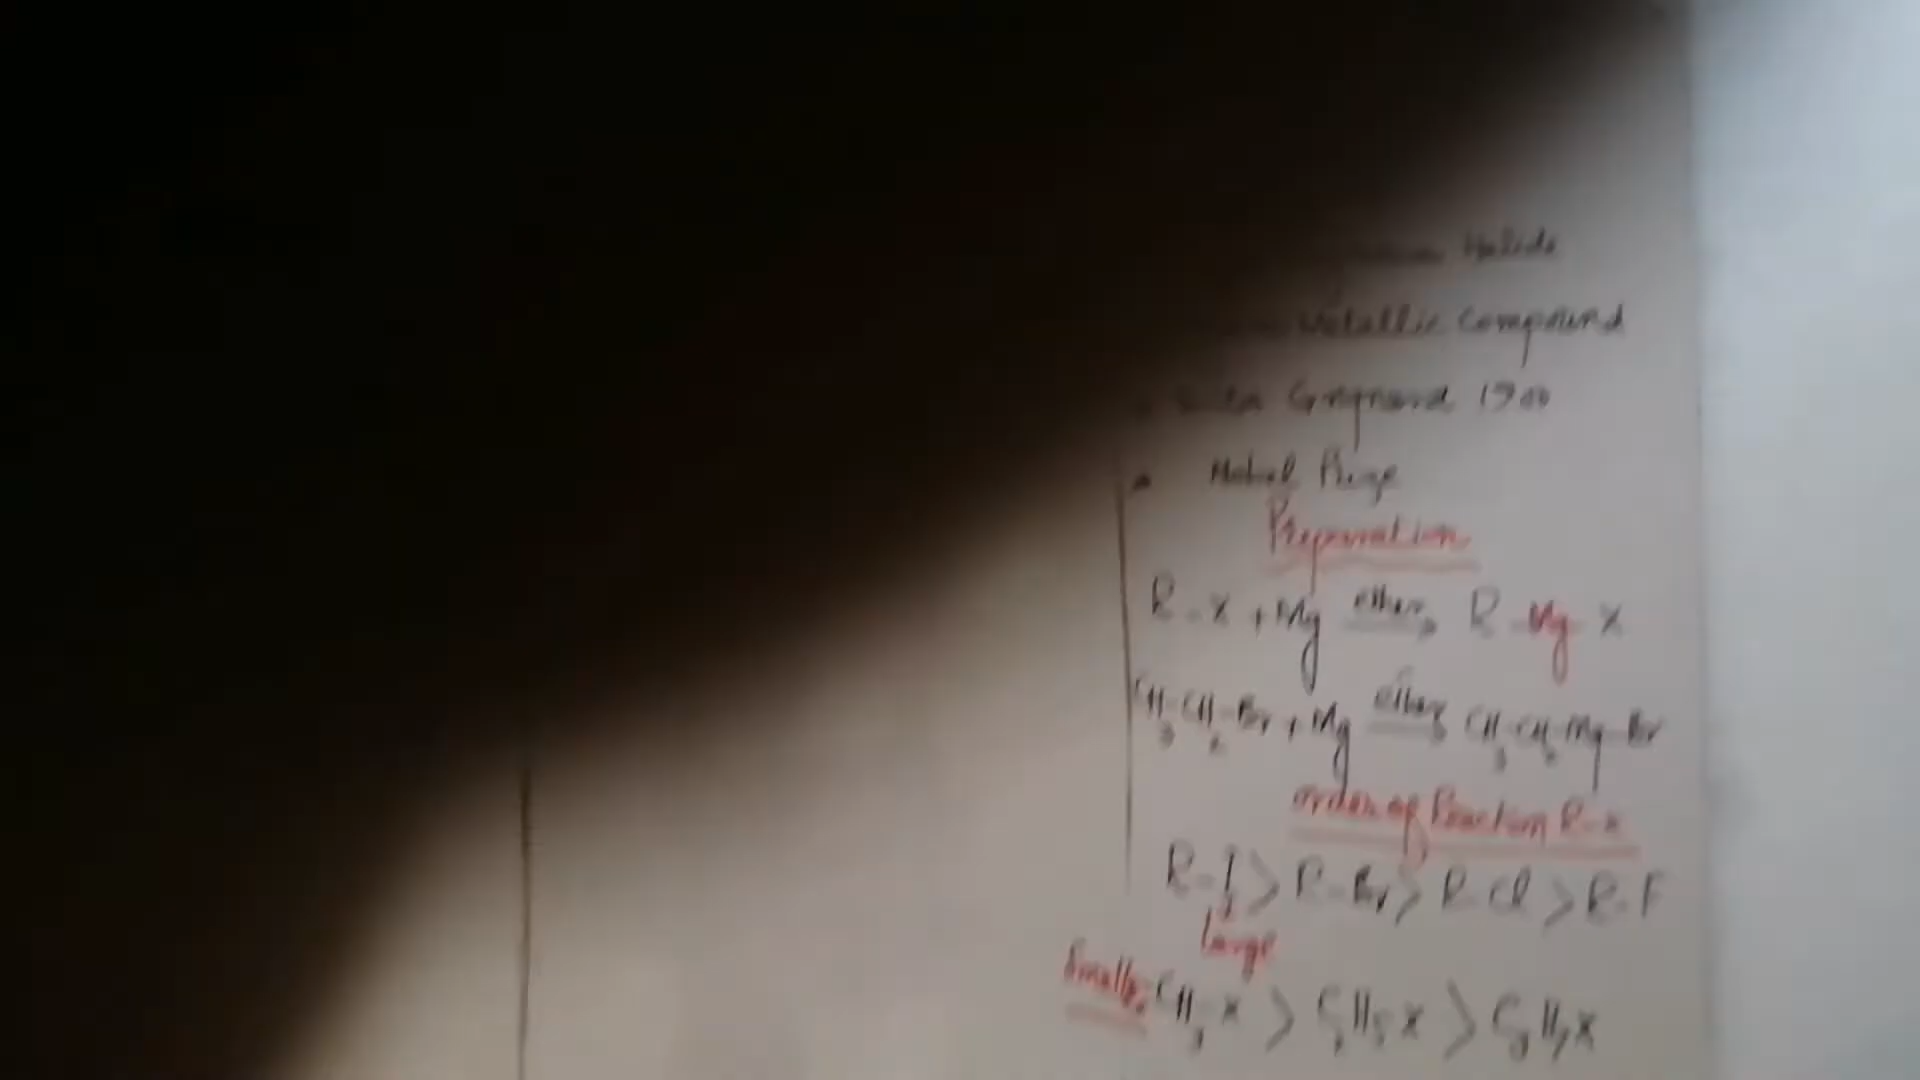 Halide
Metallic Compound
Grignard 1900
Nobel Prize
Preparation
R-X + Mg ether→ R-Mg-X
CH3-CH2-Br + Mg ether→ CH3-CH2-Mg-Br
order of Reaction R-x
R-I > R-Br > R-Cl > R-F
Large
Smaller CH3-X > C2H5X > C3H7X